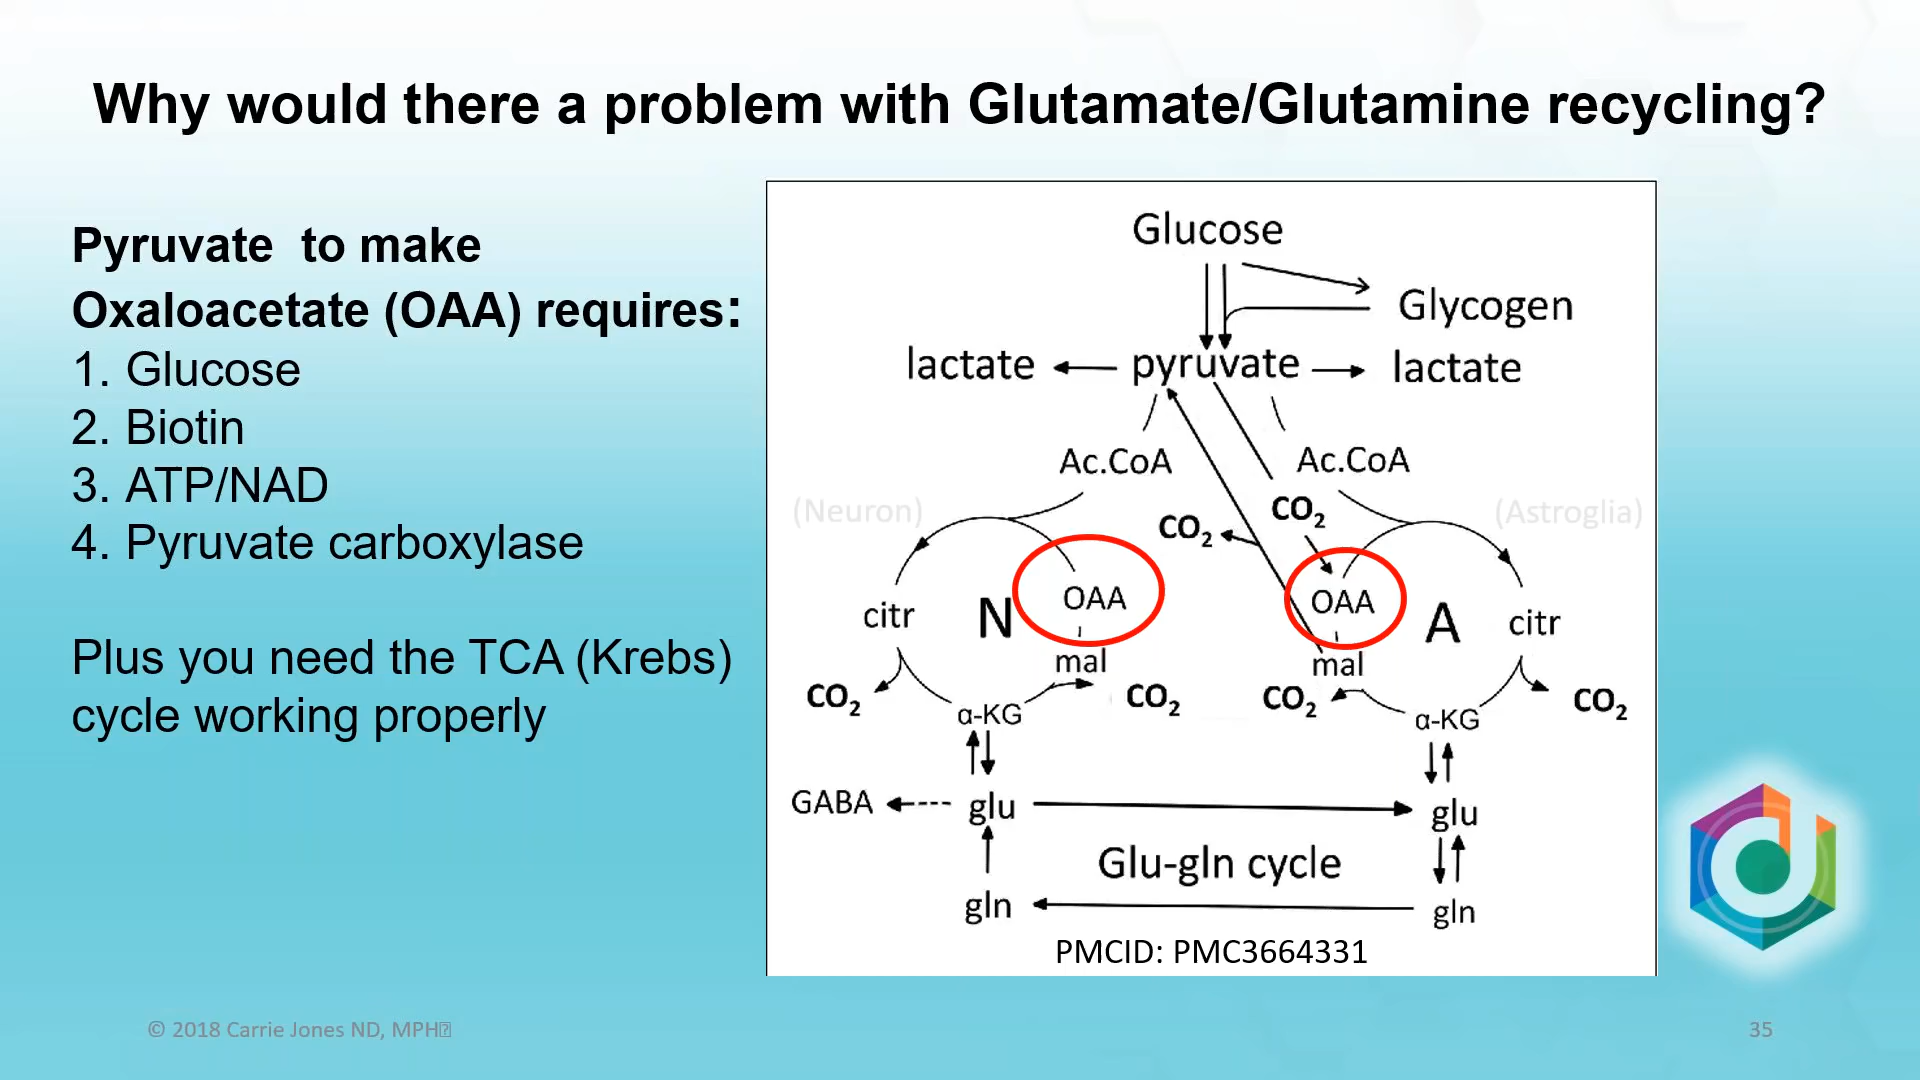 Why would there a problem with Glutamate/Glutamine recycling?
Pyruvate  to make
Oxaloacetate (OAA) requires:
1. Glucose
2. Biotin
3. ATP/NAD
4. Pyruvate carboxylase
Plus you need the TCA (Krebs)
cycle working properly
Glucose
Glycogen
lactate
pyruvate
lactate
Ac.CoA
Ac.CoA
(Neuron)
CO₂
CO₂
(Astroglia)
citr
N
OAA
OAA
A
citr
mal
mal
CO₂
α-KG
CO₂
CO₂
α-KG
CO₂
GABA
glu
glu
Glu-gln cycle
gln
gln
PMCID: PMC3664331
© 2018 Carrie Jones ND, MPH
35